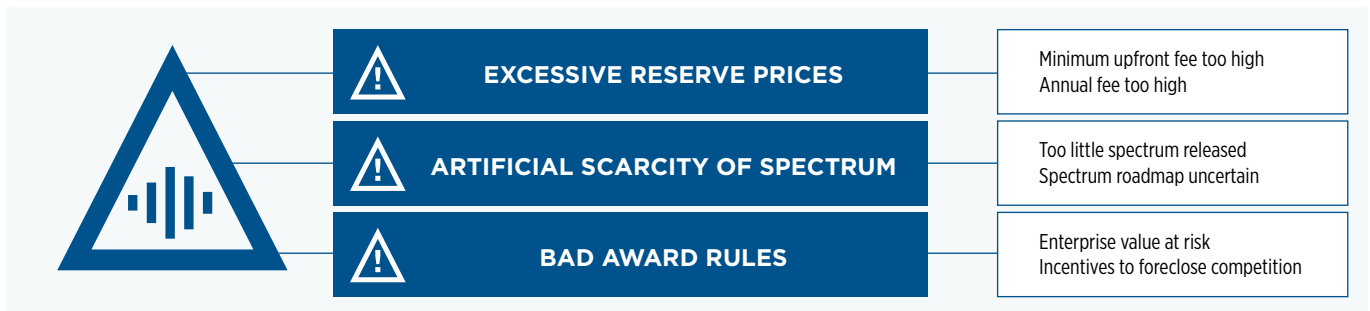 EXCESSIVE RESERVE PRICES
Minimum upfront fee too high
Annual fee too high
ARTIFICIAL SCARCITY OF SPECTRUM
Too little spectrum released
Spectrum roadmap uncertain
BAD AWARD RULES
Enterprise value at risk
Incentives to foreclose competition